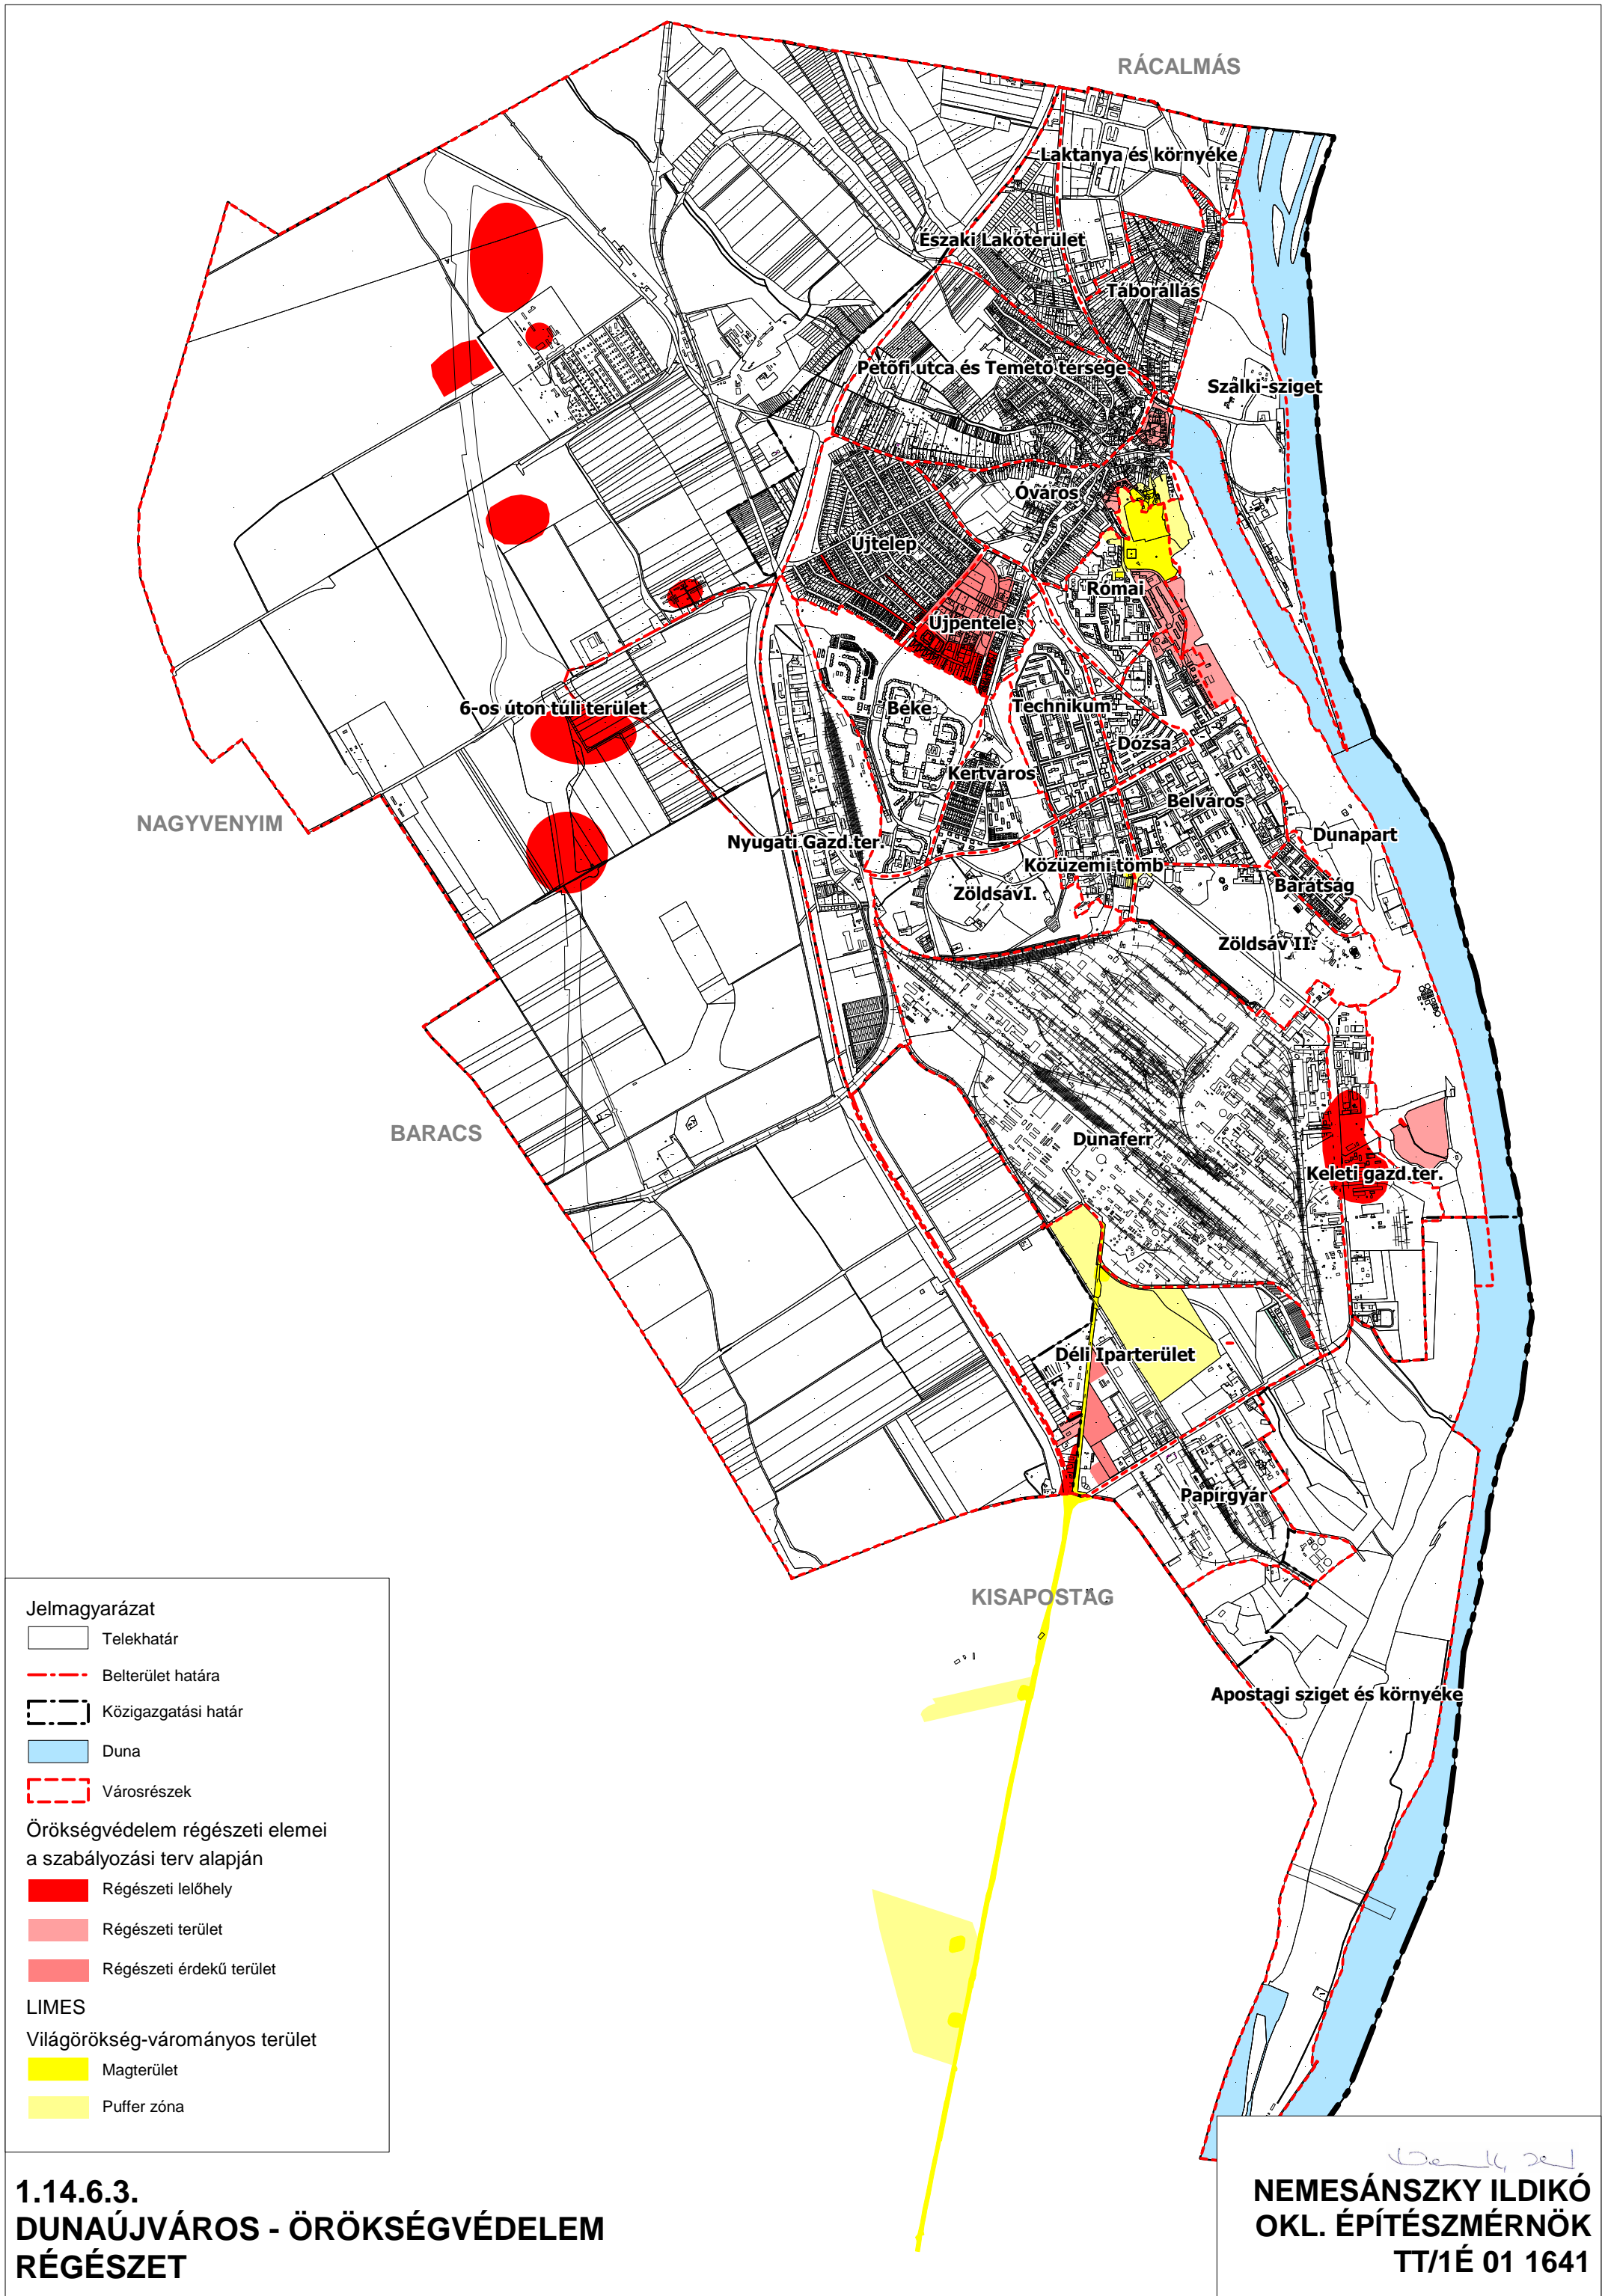 RÁCALMÁS
Laktanya és környéke
Északi Lakóterület
Táborállás
Petőfi utca és Temető térsége
Szalki-sziget
Óváros
Újtelep
Római
Újpentele
6-os úton túli terület
Béke
Technikum
Dózsa
Kertváros
Belváros
NAGYVENYIM
Nyugati Gazd.ter.
Dunapart
Közüzemi tömb
Barátság
ZöldsávI.
Zöldsáv II.
BARACS
Dunaferr
Keleti gazd.ter.
Déli Iparterület
Papírgyár
KISAPOSTAG
Apostagi sziget és környéke
Jelmagyarázat
Telekhatár
Belterület határa
Közigazgatási határ
Duna
Városrészek
Örökségvédelem régészeti elemei
a szabályozási terv alapján
Régészeti lelőhely
Régészeti terület
Régészeti érdekű terület
LIMES
Világörökség-várományos terület
Magterület
Puffer zóna
1.14.6.3.
DUNAÚJVÁROS - ÖRÖKSÉGVÉDELEM
RÉGÉSZET
NEMESÁNSZKY ILDIKÓ
OKL. ÉPÍTÉSZMÉRNÖK
TT/1É 01 1641